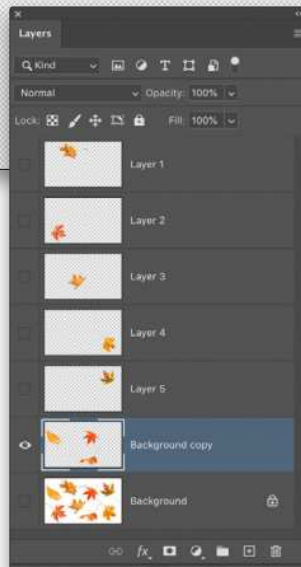 Layers
Kind
Normal
Opacity: 100%
Lock:
Fill: 100%
Layer 1
Layer 2
Layer 3
Layer 4
Layer 5
Background copy
Background
fx